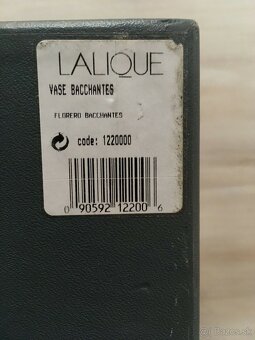 LALIQUE
VASE BACCHANTES
FLORERO BACCHANTES
code: 1220000
0 90592 12200 6